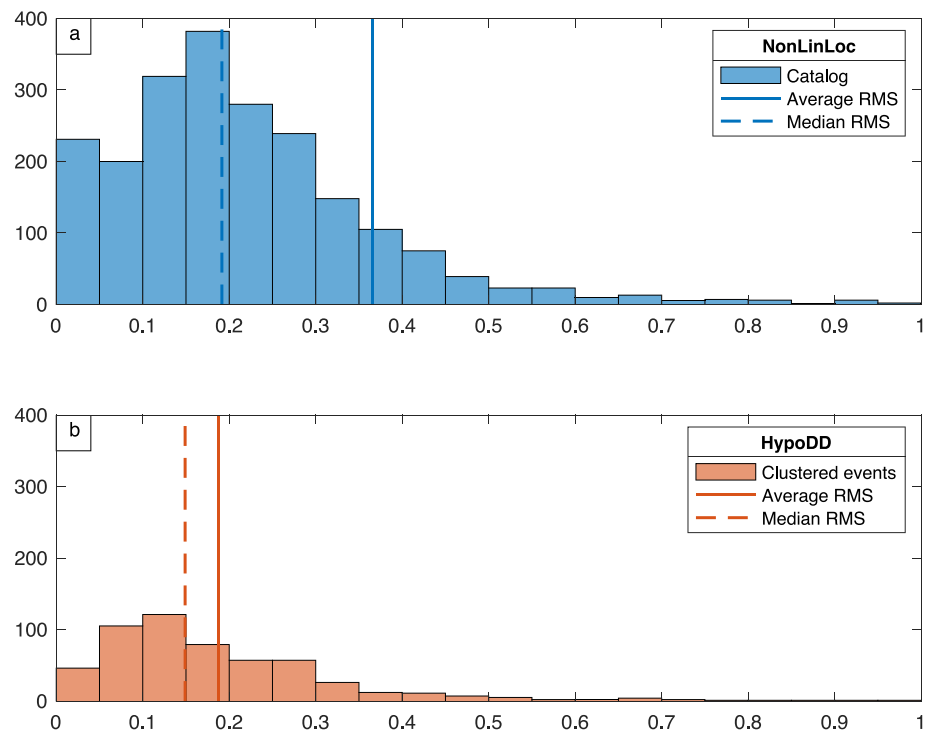 400
a
300
200
100
0
0 0.1 0.2 0.3 0.4 0.5 0.6 0.7 0.8 0.9 1
NonLinLoc
Catalog
Average RMS
Median RMS
400
b
300
200
100
0
0 0.1 0.2 0.3 0.4 0.5 0.6 0.7 0.8 0.9 1
HypoDD
Clustered events
Average RMS
Median RMS